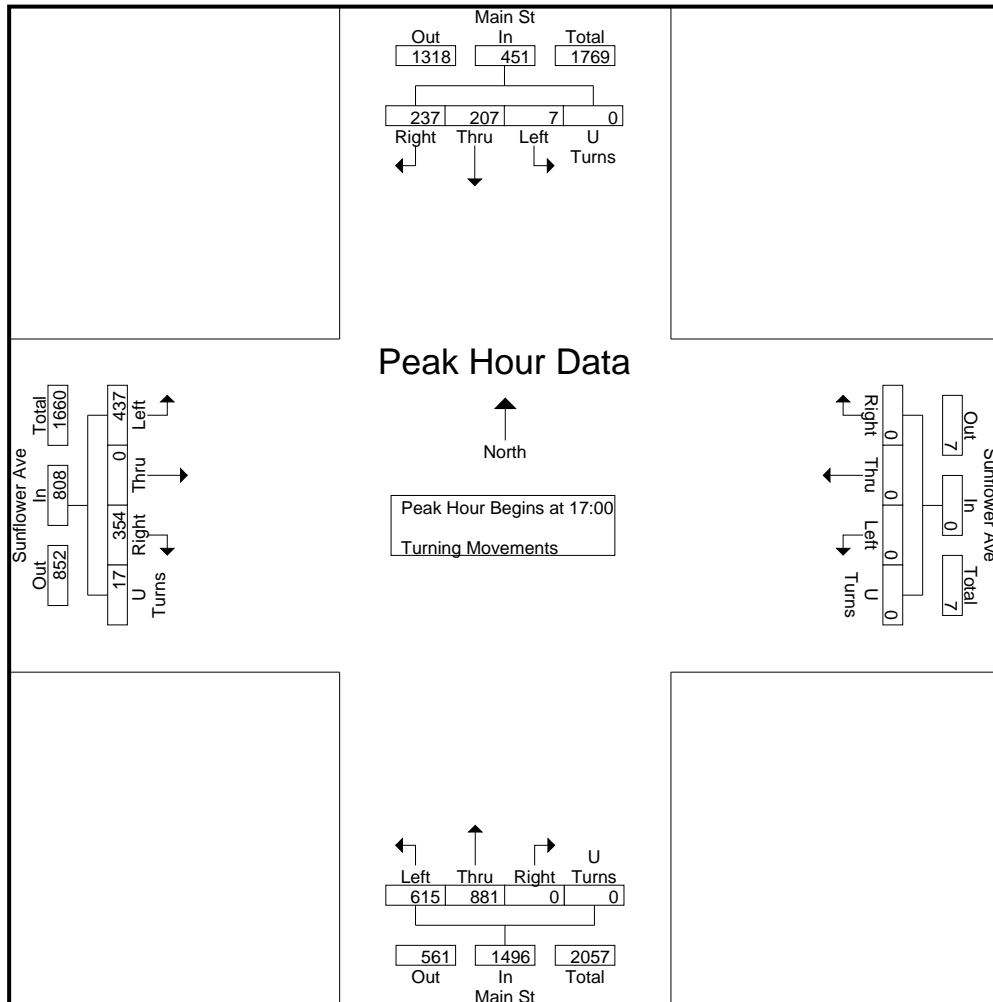 Main St
Out In Total
1318 451 1769
237 207 7 0
Right Thru Left U
Turns
Peak Hour Data
North
Peak Hour Begins at 17:00
Turning Movements
Sunflower Ave
Total In Out
1660 808 852
437 0 354 17
Left Thru Right U
Turns
Sunflower Ave
Out In Total
7 0 7
0 0 0 0
Right Thru Left U
Turns
U
Left Thru Right Turns
615 881 0 0
561 1496 2057
Out In Total
Main St